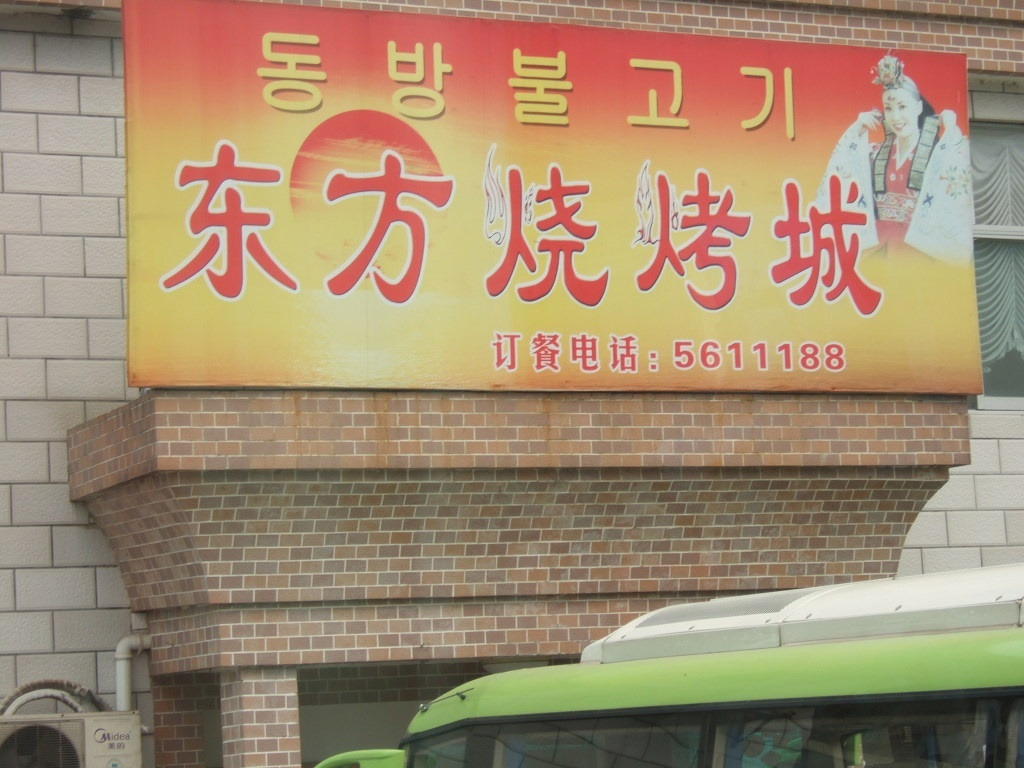 동방불고기
东方烧烤城
订餐电话:5611188
Midea
美的